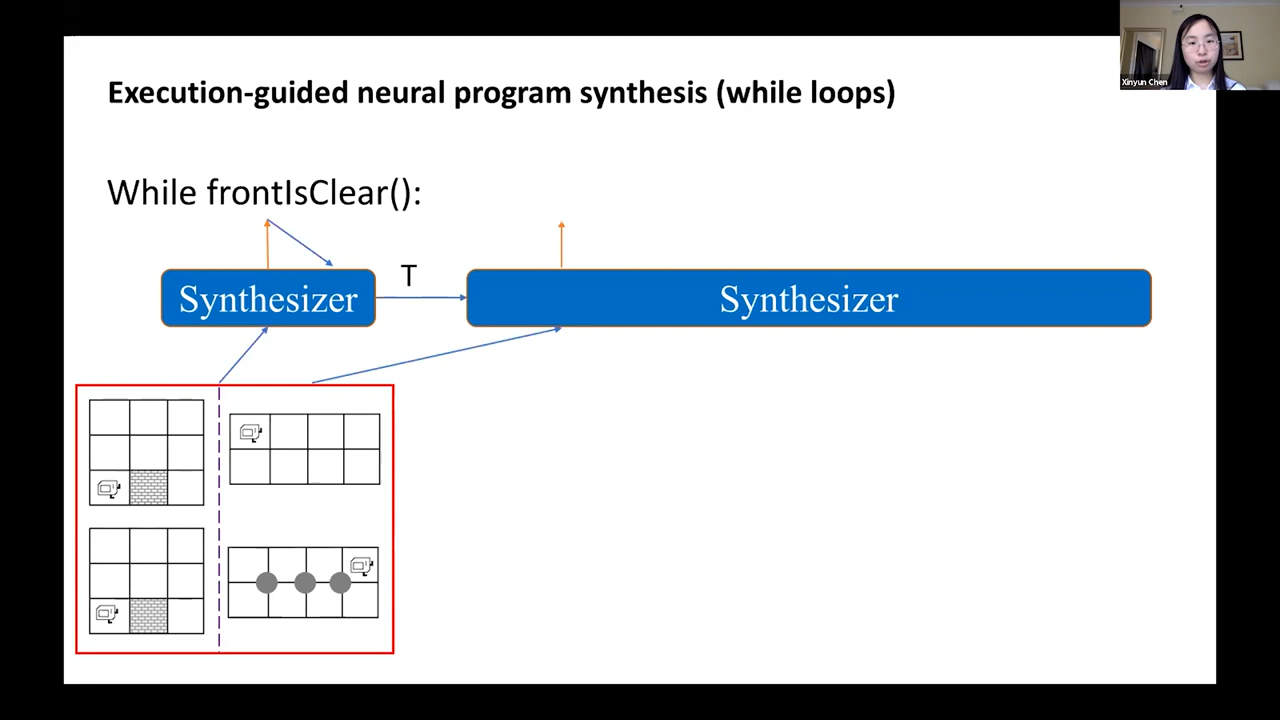 Xinyun Chen
Execution-guided neural program synthesis (while loops)
While frontIsClear():
T
Synthesizer
Synthesizer